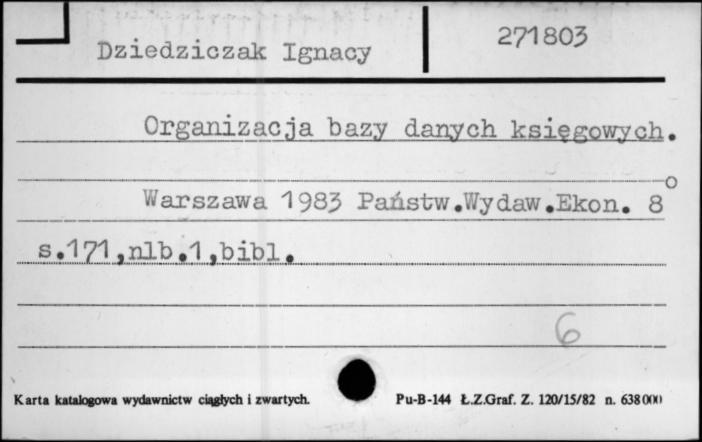 Dziedziczak Ignacy 271803
Organizacja bazy danych księgowych.
Warszawa 1983 Państw.Wydaw.Ekon. 8o
s.171,nlb.1,bibl.
6
Karta katalogowa wydawnictw ciągłych i zwartych. Pu-B-144 Ł.Z.Graf. Z. 120/15/82 n. 638000